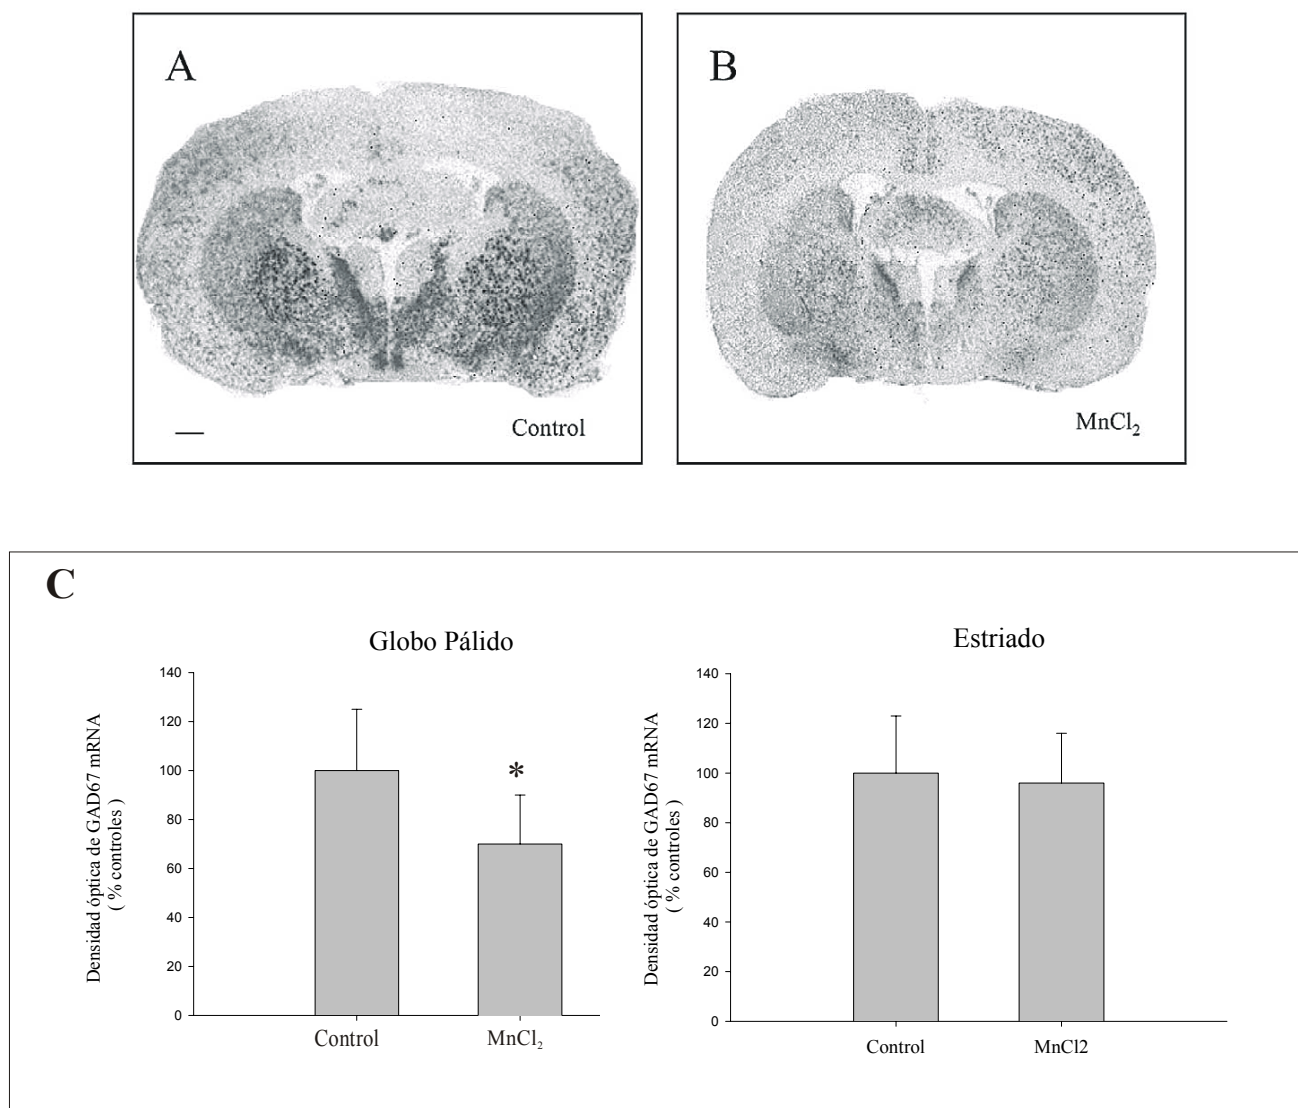 A
Control
B
MnCl₂
C
Globo Pálido
Densidad óptica de GAD67 mRNA
( % controles )
140
120
100
80
60
40
20
0
*
Control
MnCl₂
Estriado
Densidad óptica de GAD67 mRNA
( % controles )
140
120
100
80
60
40
20
0
Control
MnCl2